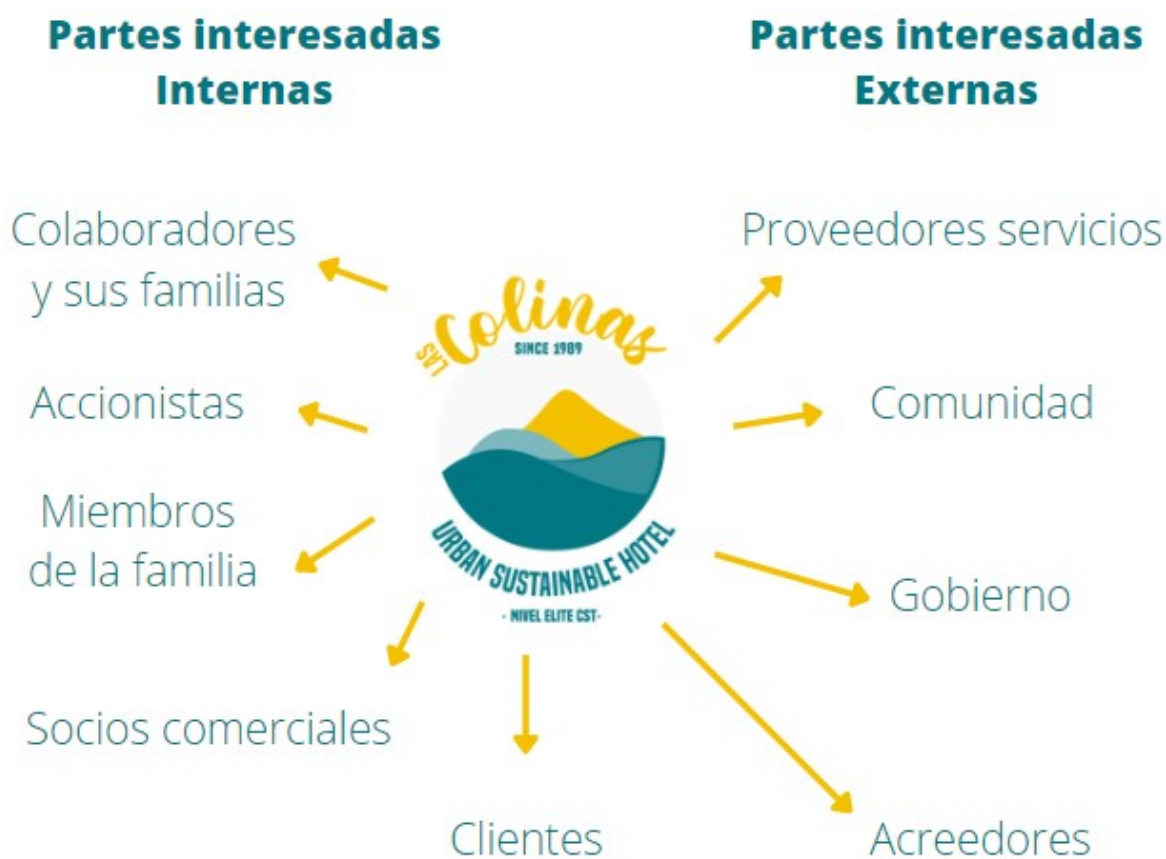 Partes interesadas
Internas
Partes interesadas
Externas
Colaboradores
y sus familias
Accionistas
Miembros
de la familia
Socios comerciales
LAS Colinas
SINCE 1989
URBAN SUSTAINABLE HOTEL
- NIVEL ELITE CST-
Clientes
Proveedores servicios
Comunidad
Gobierno
Acreedores